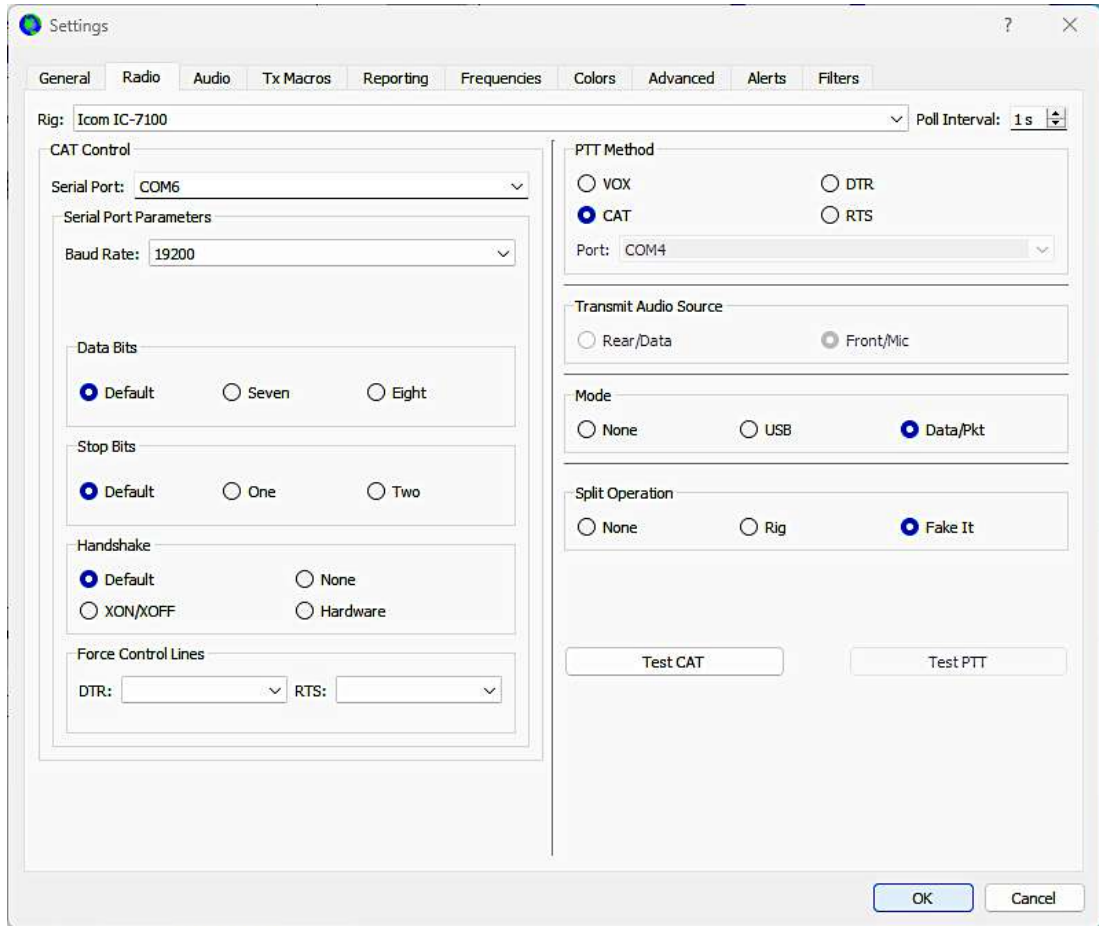 Settings
?
General Radio Audio Tx Macros Reporting Frequencies Colors Advanced Alerts Filters
Rig: Icom IC-7100 Poll Interval: 1 s
CAT Control
Serial Port: COM6
Serial Port Parameters
Baud Rate: 19200
Data Bits
Default Seven Eight
Stop Bits
Default One Two
Handshake
Default None
XON/XOFF Hardware
Force Control Lines
DTR: RTS:
PTT Method
VOX DTR
CAT RTS
Port: COM4
Transmit Audio Source
Rear/Data Front/Mic
Mode
None USB Data/Pkt
Split Operation
None Rig Fake It
Test CAT Test PTT
OK Cancel